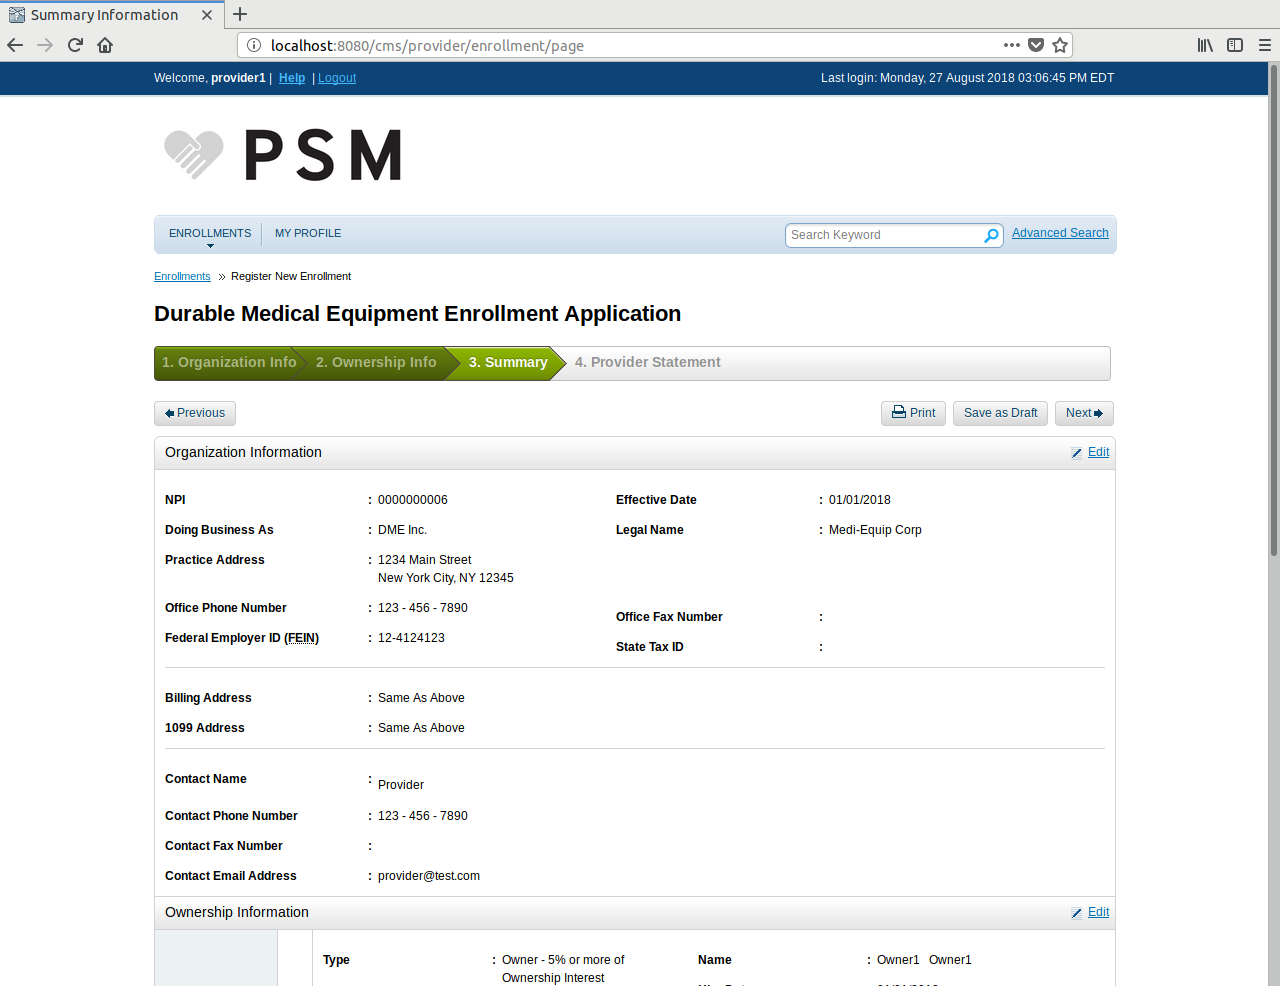 Summary Information
localhost:8080/cms/provider/enrollment/page
Welcome, provider1 | Help | Logout
Last login: Monday, 27 August 2018 03:06:45 PM EDT
PSM
ENROLLMENTS
MY PROFILE
Search Keyword
Advanced Search
Enrollments » Register New Enrollment
Durable Medical Equipment Enrollment Application
1. Organization Info
2. Ownership Info
3. Summary
4. Provider Statement
Previous
Print
Save as Draft
Next
Organization Information
Edit
NPI : 0000000006
Effective Date : 01/01/2018
Doing Business As : DME Inc.
Legal Name : Medi-Equip Corp
Practice Address : 1234 Main Street
New York City, NY 12345
Office Phone Number : 123 - 456 - 7890
Office Fax Number :
Federal Employer ID (FEIN) : 12-4124123
State Tax ID :
Billing Address : Same As Above
1099 Address : Same As Above
Contact Name : Provider
Contact Phone Number : 123 - 456 - 7890
Contact Fax Number :
Contact Email Address : provider@test.com
Ownership Information
Edit
Type : Owner - 5% or more of
Ownership Interest
Name : Owner1 Owner1